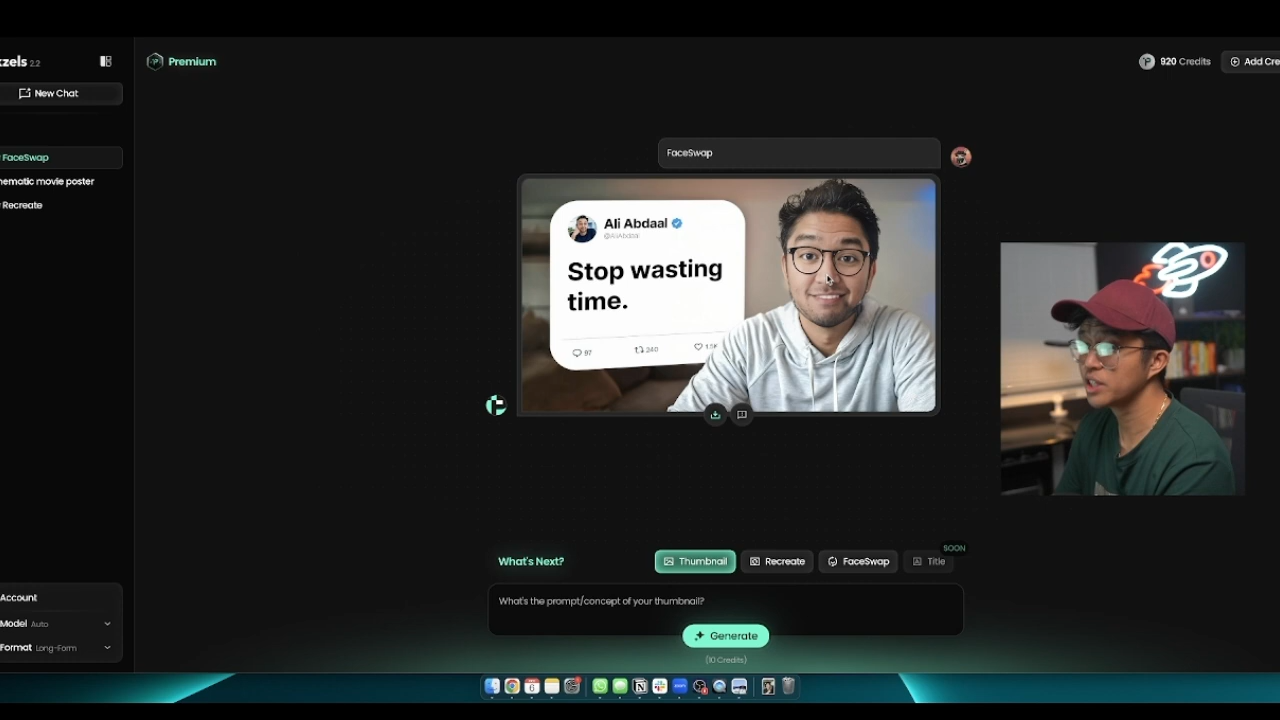 zels 2.2
New Chat
FaceSwap
nematic movie poster
Recreate
Premium
920 Credits
Add Cre
FaceSwap
Ali Abdaal
@AliAbdaal
Stop wasting
time.
97
240
What's Next?
Thumbnail
Recreate
FaceSwap
Title
SOON
What's the prompt/concept of your thumbnail?
Generate
(10 Credits)
Account
Model Auto
Format Long-Form